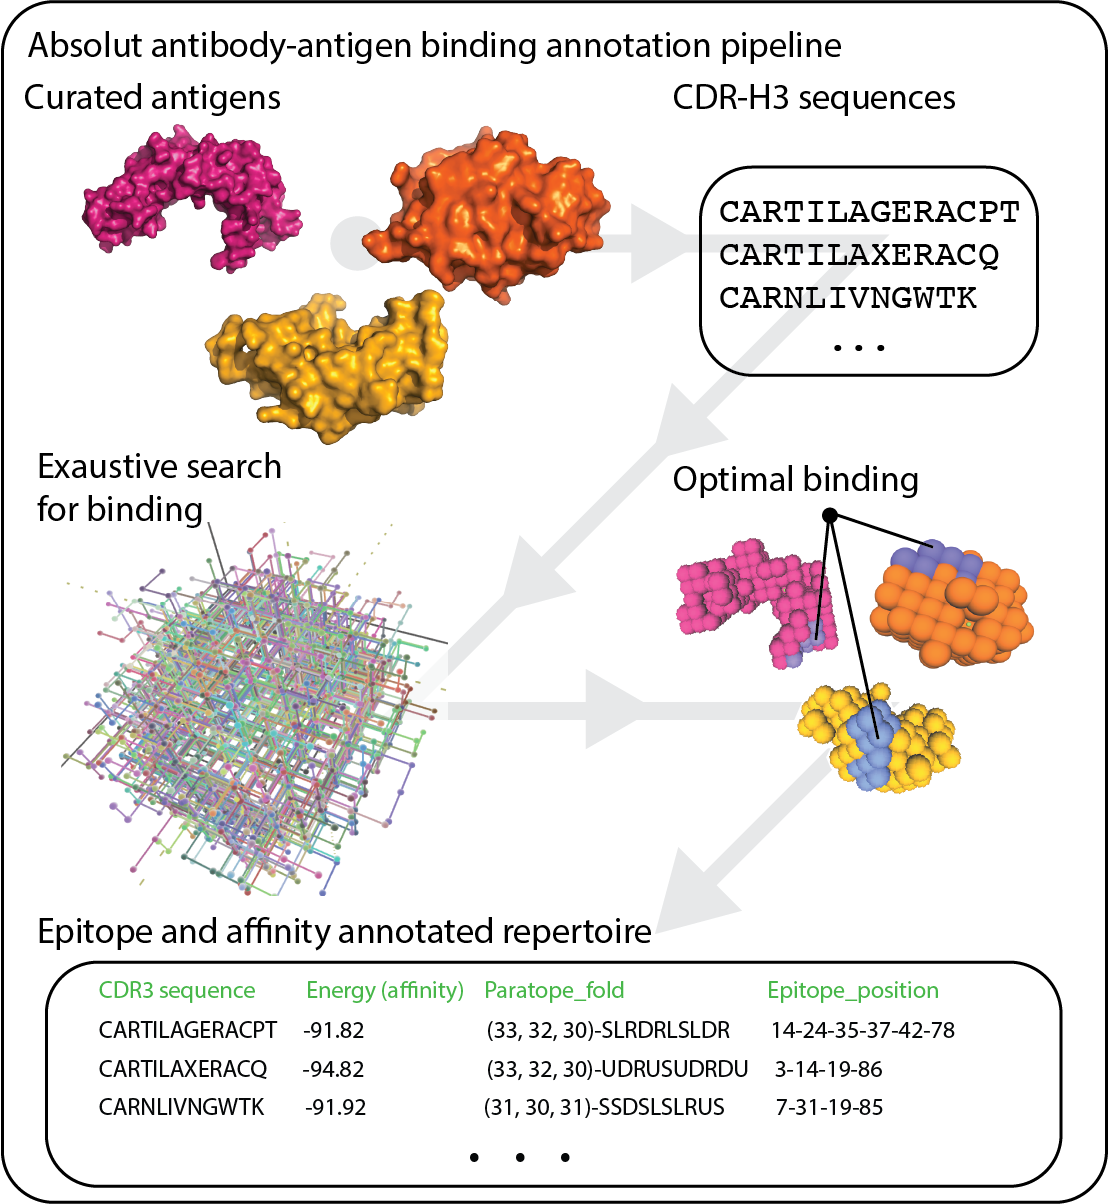 Absolut antibody-antigen binding annotation pipeline
Curated antigens
CDR-H3 sequences
CARTILAGERACPT
CARTILAXERACQ
CARNLIVNGWTK
...
Exaustive search
for binding
Optimal binding
Epitope and affinity annotated repertoire
CDR3 sequence Energy (affinity) Paratope_fold Epitope_position
CARTILAGERACPT -91.82 (33, 32, 30)-SLRDRLSLDR 14-24-35-37-42-78
CARTILAXERACQ -94.82 (33, 32, 30)-UDRUSUDRDU 3-14-19-86
CARNLIVNGWTK -91.92 (31, 30, 31)-SSDSLSLRUS 7-31-19-85
. . .